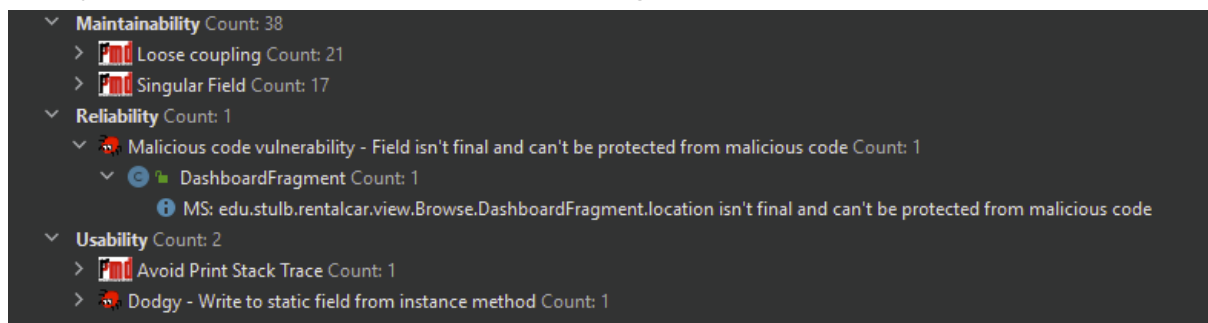 Maintainability Count: 38
pmd Loose coupling Count: 21
pmd Singular Field Count: 17
Reliability Count: 1
Malicious code vulnerability - Field isn't final and can't be protected from malicious code Count: 1
C DashboardFragment Count: 1
MS: edu.stulb.rentalcar.view.Browse.DashboardFragment.location isn't final and can't be protected from malicious code
Usability Count: 2
pmd Avoid Print Stack Trace Count: 1
Dodgy - Write to static field from instance method Count: 1